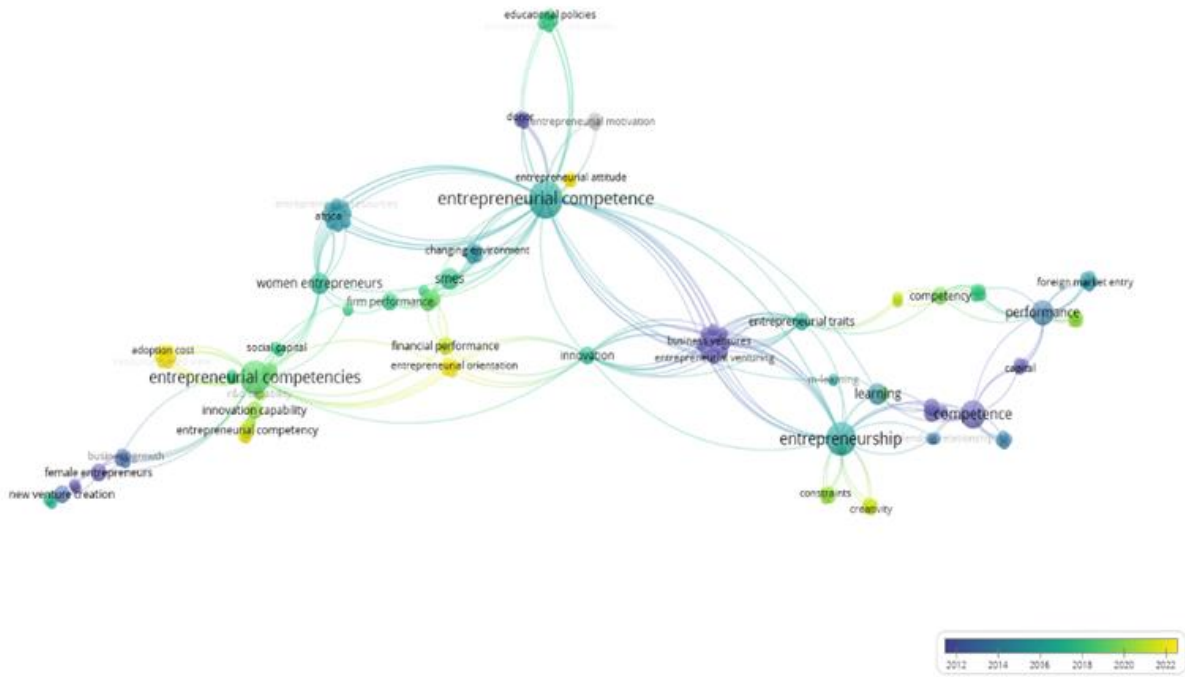 educational policies
donor
entrepreneurial motivation
entrepreneurial attitude
entrepreneurial competence
africa
changing environment
women entrepreneurs
smes
firm performance
foreign market entry
competency
performance
entrepreneurial traits
business ventures
entrepreneurial venturing
social capital
financial performance
adoption cost
innovation
entrepreneurial orientation
capital
entrepreneurial competencies
m-learning
learning
innovation capability
competence
entrepreneurial competency
entrepreneurship
business growth
female entrepreneurs
new venture creation
constraints
creativity
2012 2014 2016 2018 2020 2022